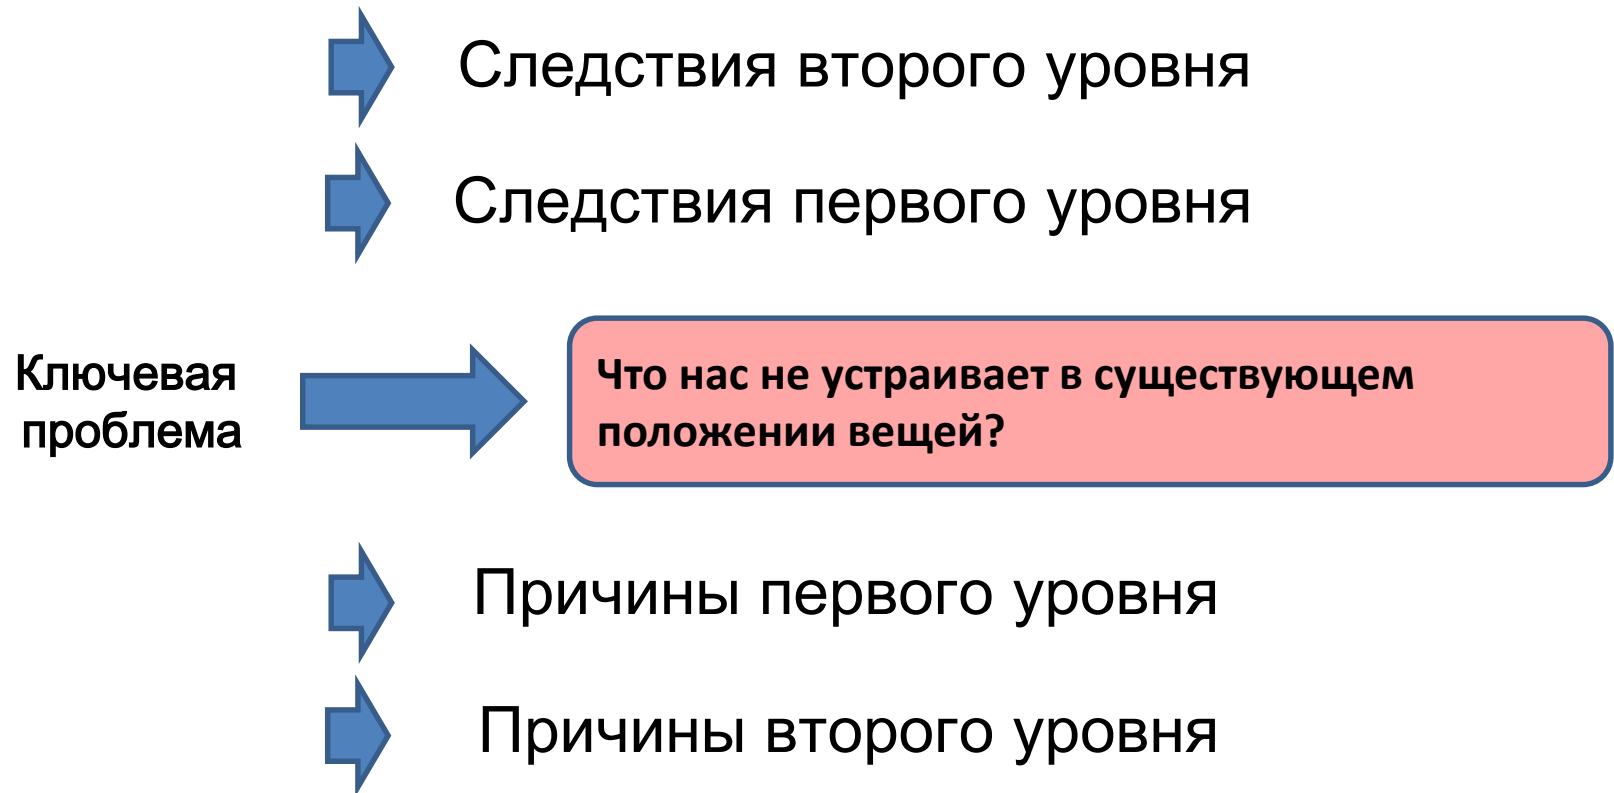 Следствия второго уровня
Следствия первого уровня
Ключевая
проблема
Что нас не устраивает в существующем
положении вещей?
Причины первого уровня
Причины второго уровня